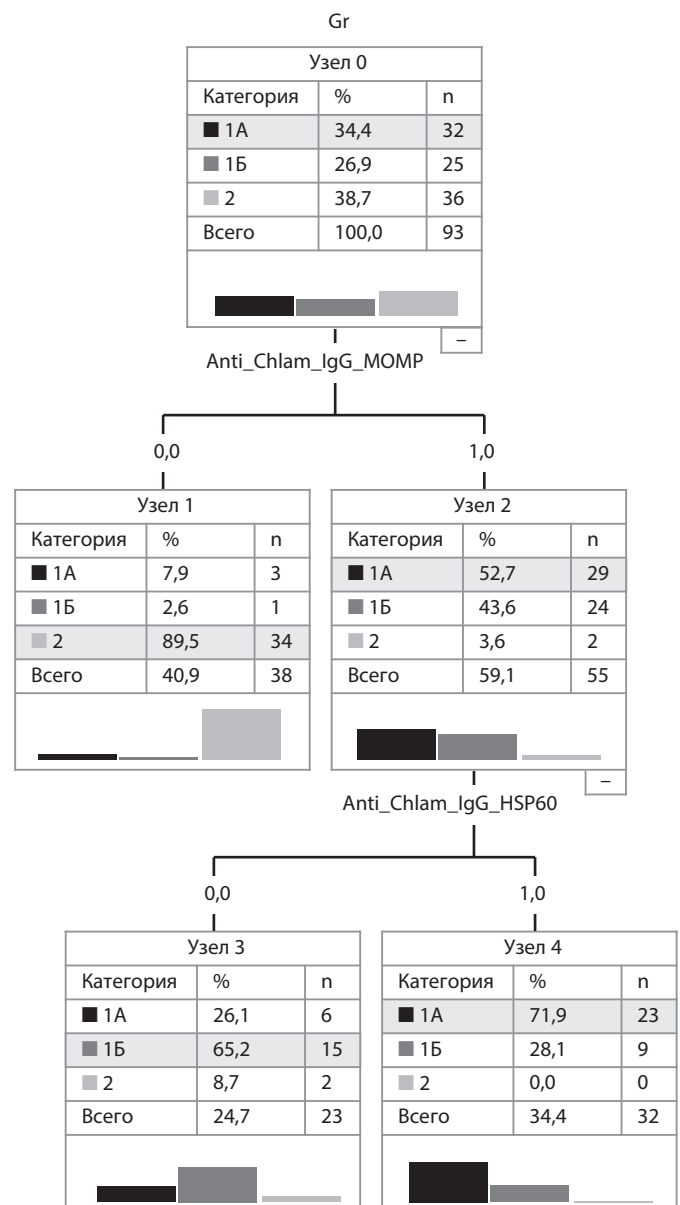 Gr
Узел 0
Категория % n
1А 34,4 32
1Б 26,9 25
2 38,7 36
Всего 100,0 93
–
Anti_Chlam_IgG_MOMP
0,0 1,0
Узел 1
Категория % n
1А 7,9 3
1Б 2,6 1
2 89,5 34
Всего 40,9 38
Узел 2
Категория % n
1А 52,7 29
1Б 43,6 24
2 3,6 2
Всего 59,1 55
–
Anti_Chlam_IgG_HSP60
0,0 1,0
Узел 3
Категория % n
1А 26,1 6
1Б 65,2 15
2 8,7 2
Всего 24,7 23
Узел 4
Категория % n
1А 71,9 23
1Б 28,1 9
2 0,0 0
Всего 34,4 32